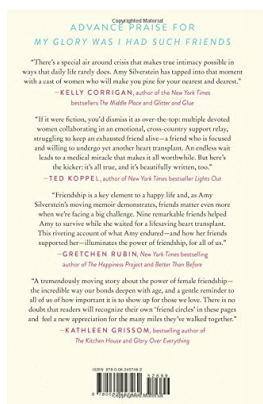 Copyrighted Material
ADVANCE PRAISE FOR
MY GLORY WAS I HAD SUCH FRIENDS
"There's a special air around crisis that makes true intimacy possible in
ways that daily life rarely does. Amy Silverstein has tapped into that moment
with a cast of women who will make you pine for your nearest and dearest."
—KELLY CORRIGAN, author of the New York Times
bestsellers The Middle Place and Glitter and Glue
"If it were fiction, you'd dismiss it as over-the-top: multiple devoted
women collaborating in an emotional, cross-country support relay,
struggling to keep an exhausted friend alive—a friend who is focused
and willing to undergo yet another heart transplant. An endless wait
leads to a medical miracle that makes it all worthwhile. But here's
the kicker: it's all true, and it's beautifully written, too."
—TED KOPPEL, author of New York Times bestseller Lights Out
"Friendship is a key element to a happy life and, as Amy
Silverstein's moving memoir demonstrates, friends matter even more
when we're facing a big challenge. Nine remarkable friends helped
Amy to survive while she waited for a lifesaving heart transplant.
This riveting account of what Amy endured—and how her friends
supported her—illuminates the power of friendship, for all of us."
—GRETCHEN RUBIN, New York Times bestselling
author of The Happiness Project and Better Than Before
"A tremendously moving story about the power of female friendship—
the incredible way our bonds deepen with age, and a gentle reminder to
all of us of how important it is to show up for those we love. There is no
doubt that readers will recognize their own 'friend circles' in these pages
and feel a new appreciation for the many miles they've walked together."
—KATHLEEN GRISSOM, bestselling author of
The Kitchen House and Glory Over Everything
Copyrighted Material